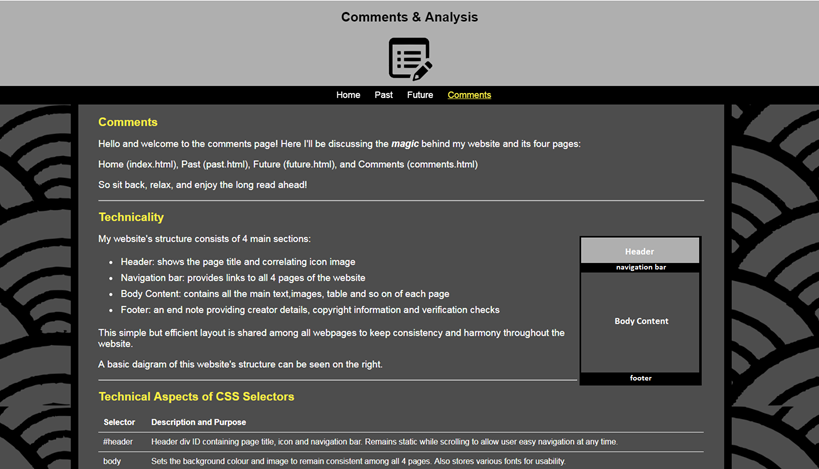 Comments & Analysis
Home Past Future Comments
Comments
Hello and welcome to the comments page! Here I'll be discussing the magic behind my website and its four pages:
Home (index.html), Past (past.html), Future (future.html), and Comments (comments.html)
So sit back, relax, and enjoy the long read ahead!
Technicality
My website's structure consists of 4 main sections:
• Header: shows the page title and correlating icon image
• Navigation bar: provides links to all 4 pages of the website
• Body Content: contains all the main text,images, table and so on of each page
• Footer: an end note providing creator details, copyright information and verification checks
This simple but efficient layout is shared among all webpages to keep consistency and harmony throughout the
website.
A basic daigram of this website's structure can be seen on the right.
Header
navigation bar
Body Content
footer
Technical Aspects of CSS Selectors
Selector Description and Purpose
#header Header div ID containing page title, icon and navigation bar. Remains static while scrolling to allow user easy navigation at any time.
body Sets the background colour and image to remain consistent among all 4 pages. Also stores various fonts for usability.